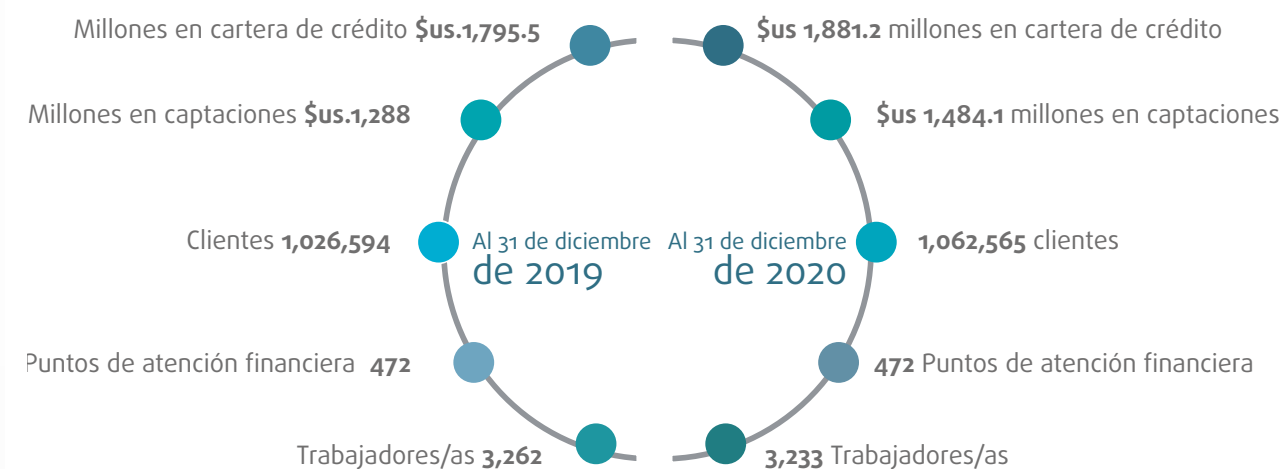 Millones en cartera de crédito $us.1,795.5
$us 1,881.2 millones en cartera de crédito
Millones en captaciones $us.1,288
$us 1,484.1 millones en captaciones
Clientes 1,026,594
Al 31 de diciembre
de 2019
Al 31 de diciembre
de 2020
1,062,565 clientes
Puntos de atención financiera 472
472 Puntos de atención financiera
Trabajadores/as 3,262
3,233 Trabajadores/as